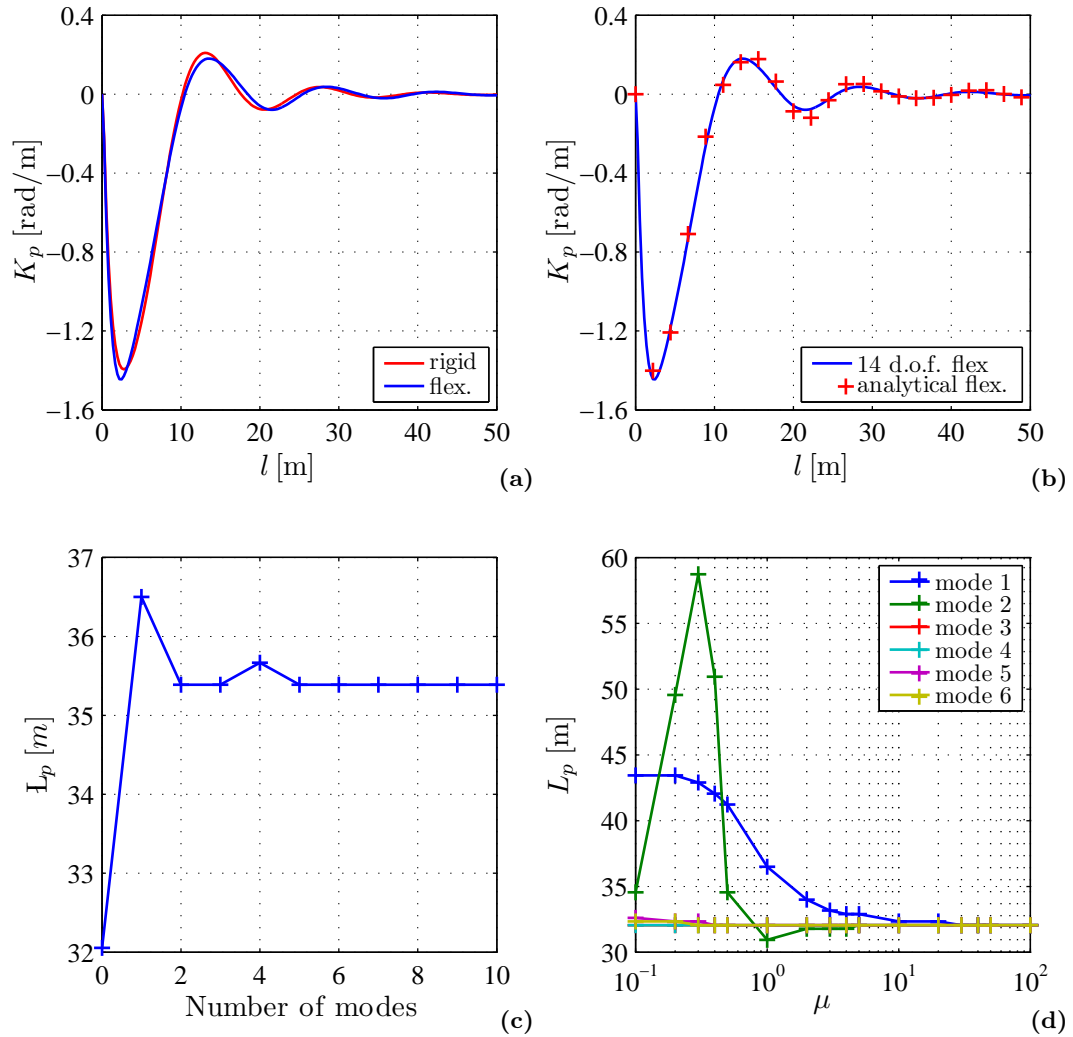 0.4
0
−0.4
−0.8
−1.2
−1.6
K_p [rad/m]
rigid
flex.
0 10 20 30 40 50
l [m]
(a)
0.4
0
−0.4
−0.8
−1.2
−1.6
K_p [rad/m]
14 d.o.f. flex
analytical flex.
0 10 20 30 40 50
l [m]
(b)
37
36
35
34
33
32
L_p [m]
0 2 4 6 8 10
Number of modes
(c)
60
55
50
45
40
35
30
L_p [m]
mode 1
mode 2
mode 3
mode 4
mode 5
mode 6
10^−1 10^0 10^1 10^2
μ
(d)